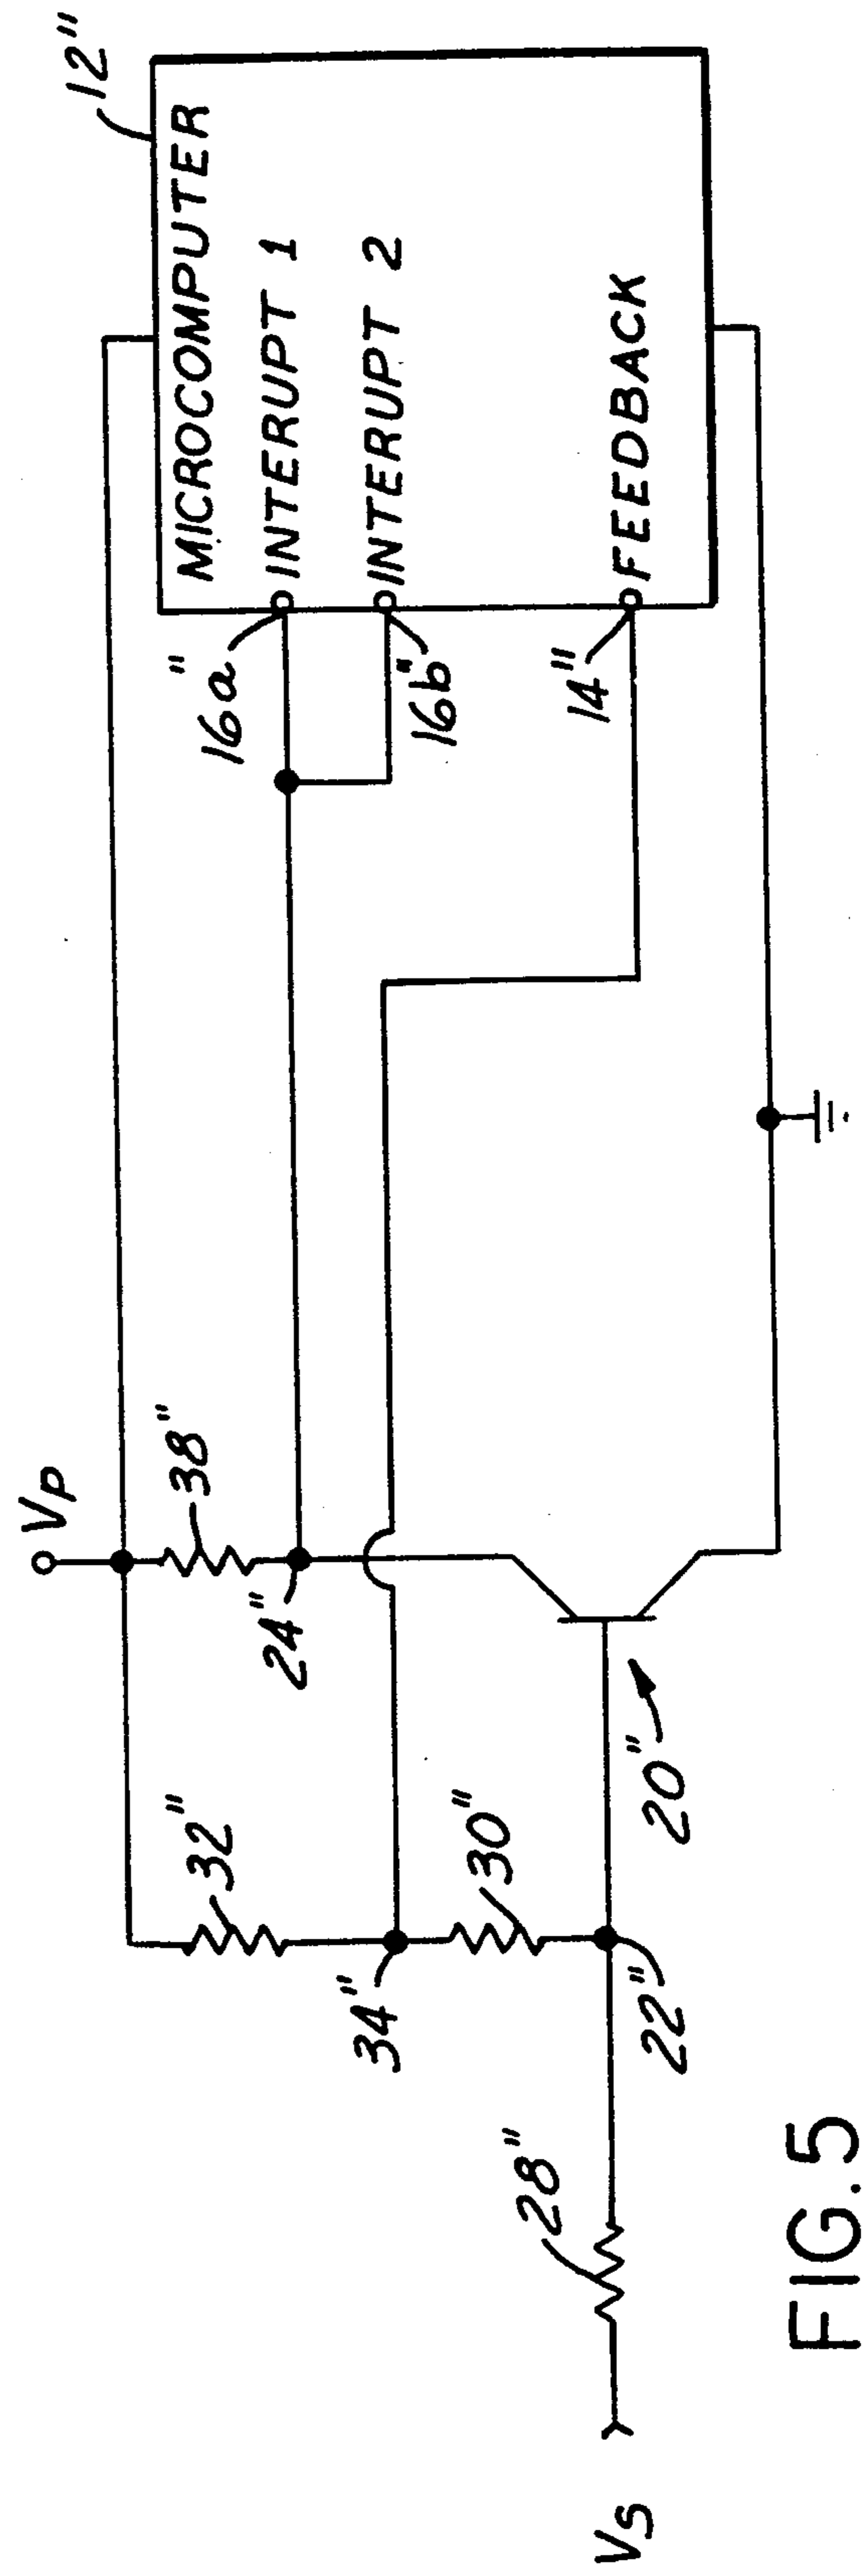 12"
MICROCOMPUTER
INTERUPT 1
INTERUPT 2
FEEDBACK
16a"
16b"
14"
VP
38"
24"
32"
34"
30"
20"
22"
28"
VS
FIG. 5